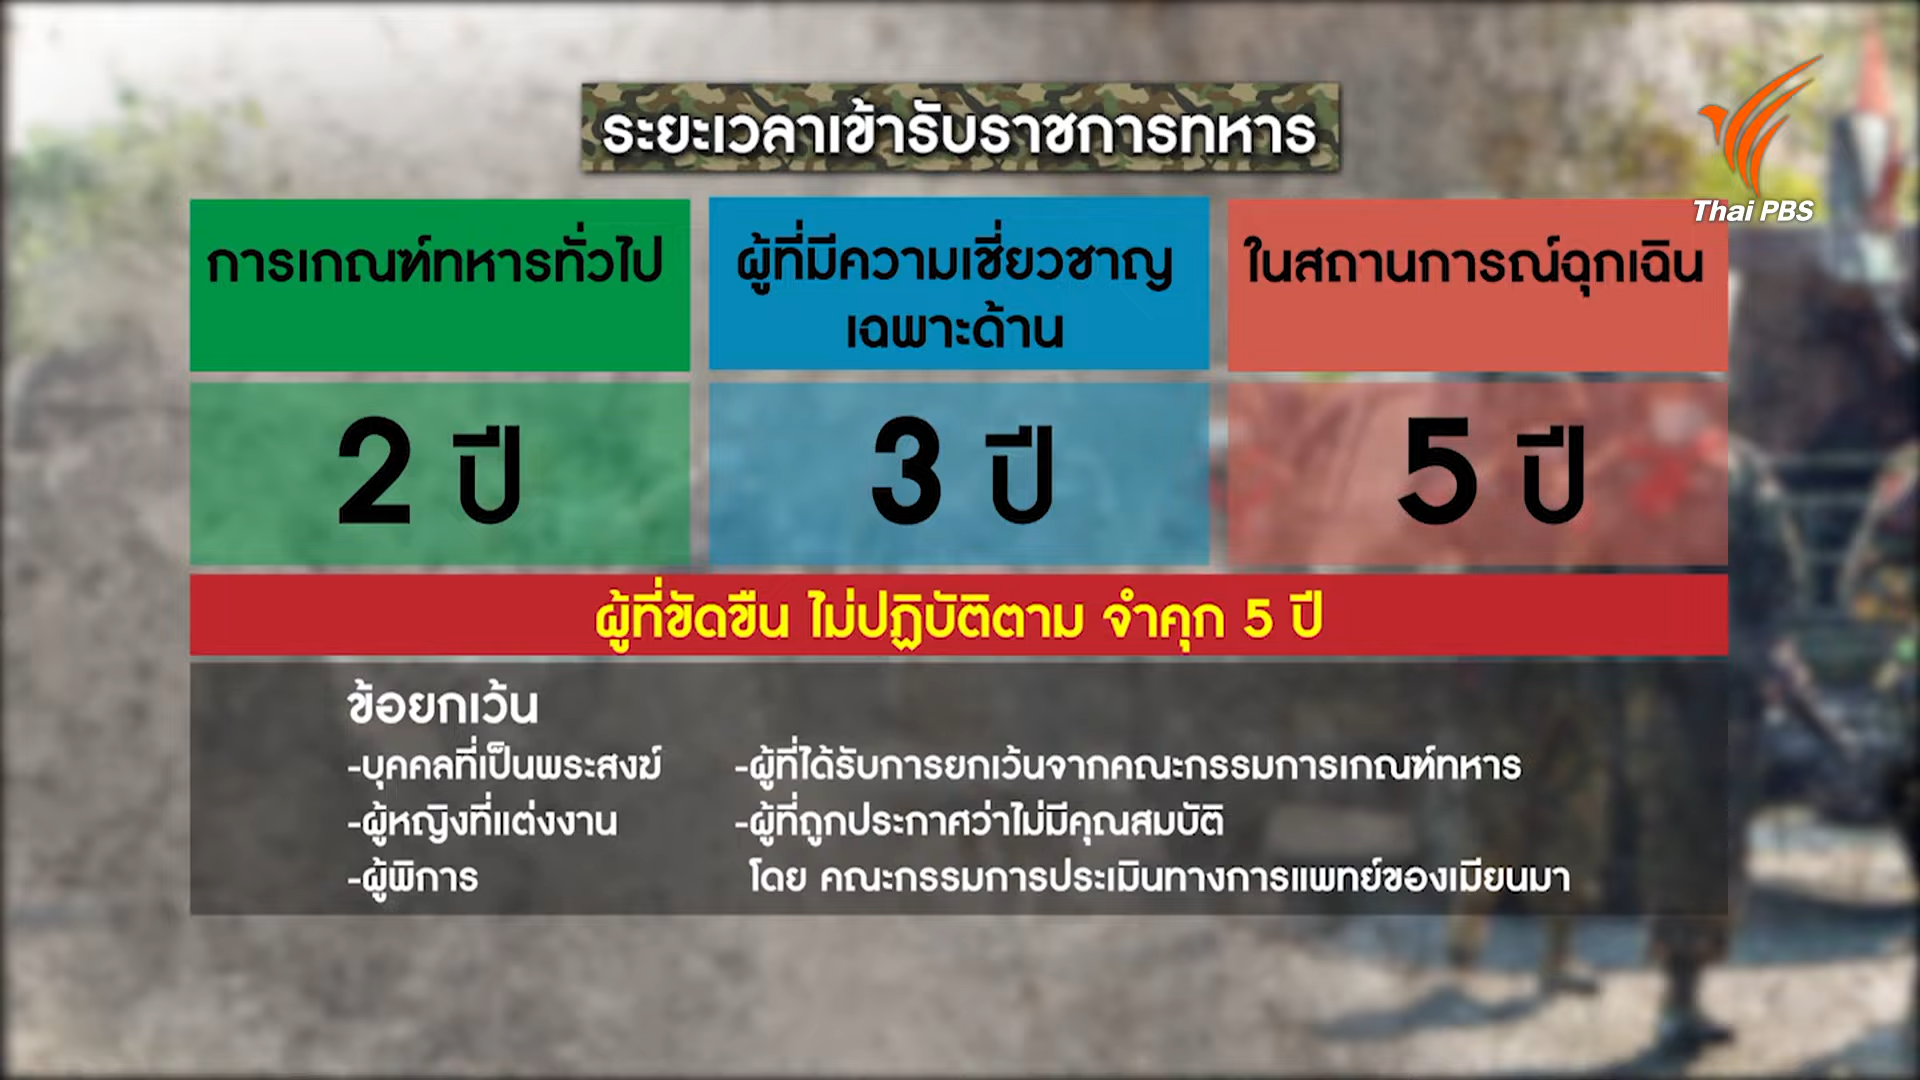 ระยะเวลาเข้ารับราชการทหาร
Thai PBS
การเกณฑ์ทหารทั่วไป
2 ปี
ผู้ที่มีความเชี่ยวชาญ
เฉพาะด้าน
3 ปี
ในสถานการณ์ฉุกเฉิน
5 ปี
ผู้ที่ขัดขืน ไม่ปฏิบัติตาม จำคุก 5 ปี
ข้อยกเว้น
-บุคคลที่เป็นพระสงฆ์
-ผู้หญิงที่แต่งงาน
-ผู้พิการ
-ผู้ที่ได้รับการยกเว้นจากคณะกรรมการเกณฑ์ทหาร
-ผู้ที่ถูกประกาศว่าไม่มีคุณสมบัติ
โดย คณะกรรมการประเมินทางการแพทย์ของเมียนมา